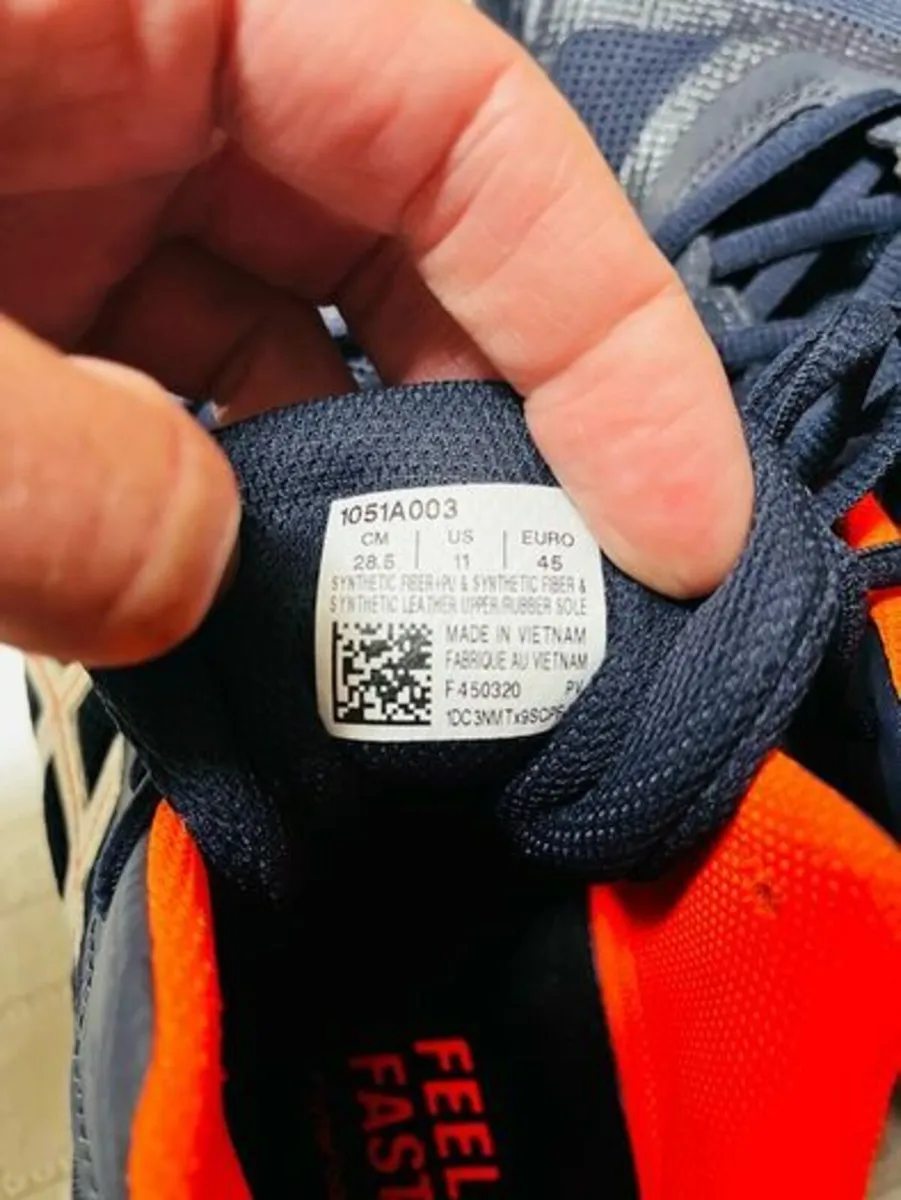 1051A003
CM | US | EURO
28.5 | 11 | 45
SYNTHETIC FIBER+PU & SYNTHETIC FIBER &
SYNTHETIC LEATHER UPPER/RUBBER SOLE
MADE IN VIETNAM
FABRIQUE AU VIETNAM
F450320
FEEL
FAST